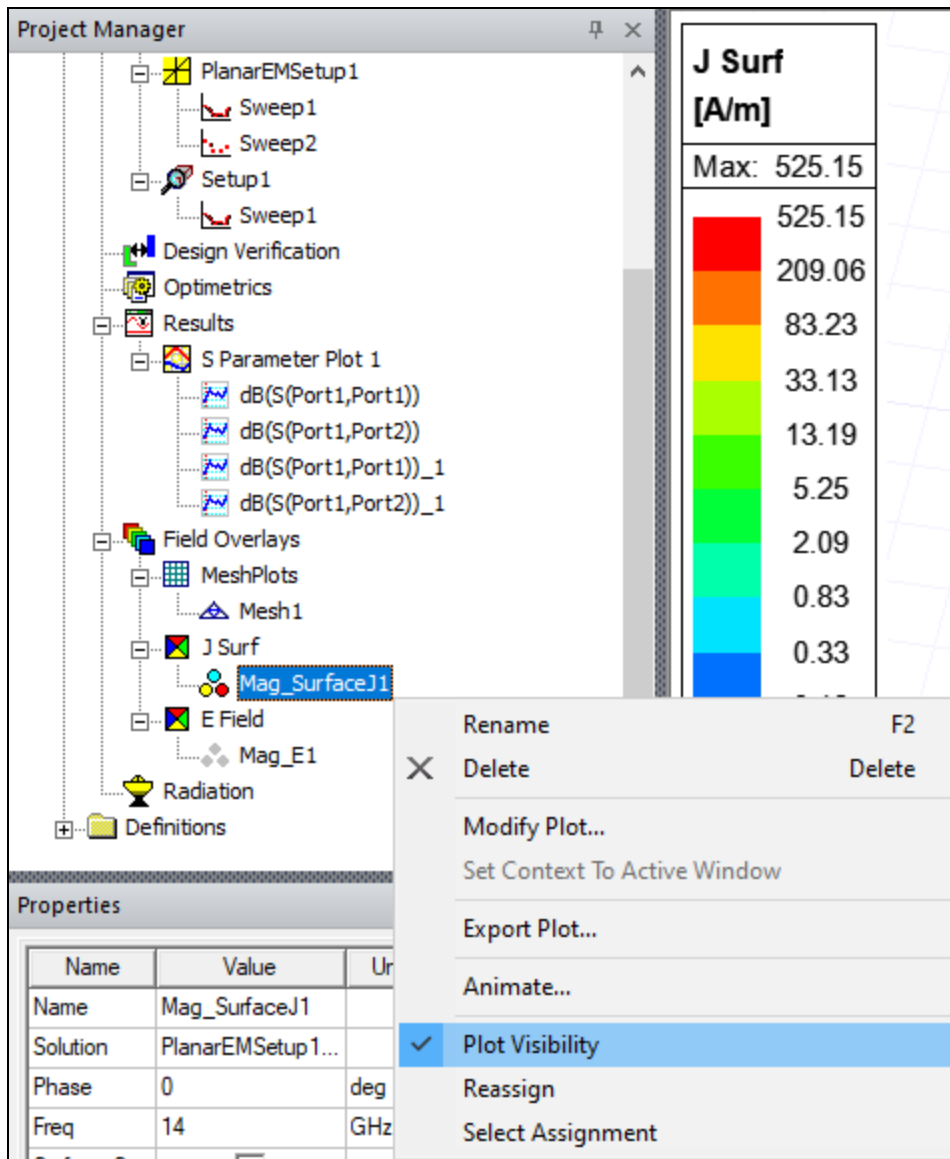 Project Manager
PlanarEMSetup1
Sweep1
Sweep2
Setup1
Sweep1
Design Verification
Optimetrics
Results
S Parameter Plot 1
dB(S(Port1,Port1))
dB(S(Port1,Port2))
dB(S(Port1,Port1))_1
dB(S(Port1,Port2))_1
Field Overlays
MeshPlots
Mesh1
J Surf
Mag_SurfaceJ1
E Field
Mag_E1
Radiation
Definitions
J Surf
[A/m]
Max: 525.15
525.15
209.06
83.23
33.13
13.19
5.25
2.09
0.83
0.33
Rename F2
Delete Delete
Modify Plot...
Set Context To Active Window
Export Plot...
Animate...
Plot Visibility
Reassign
Select Assignment
Properties
Name Value Ur
Name Mag_SurfaceJ1
Solution PlanarEMSetup1...
Phase 0 deg
Freq 14 GHz